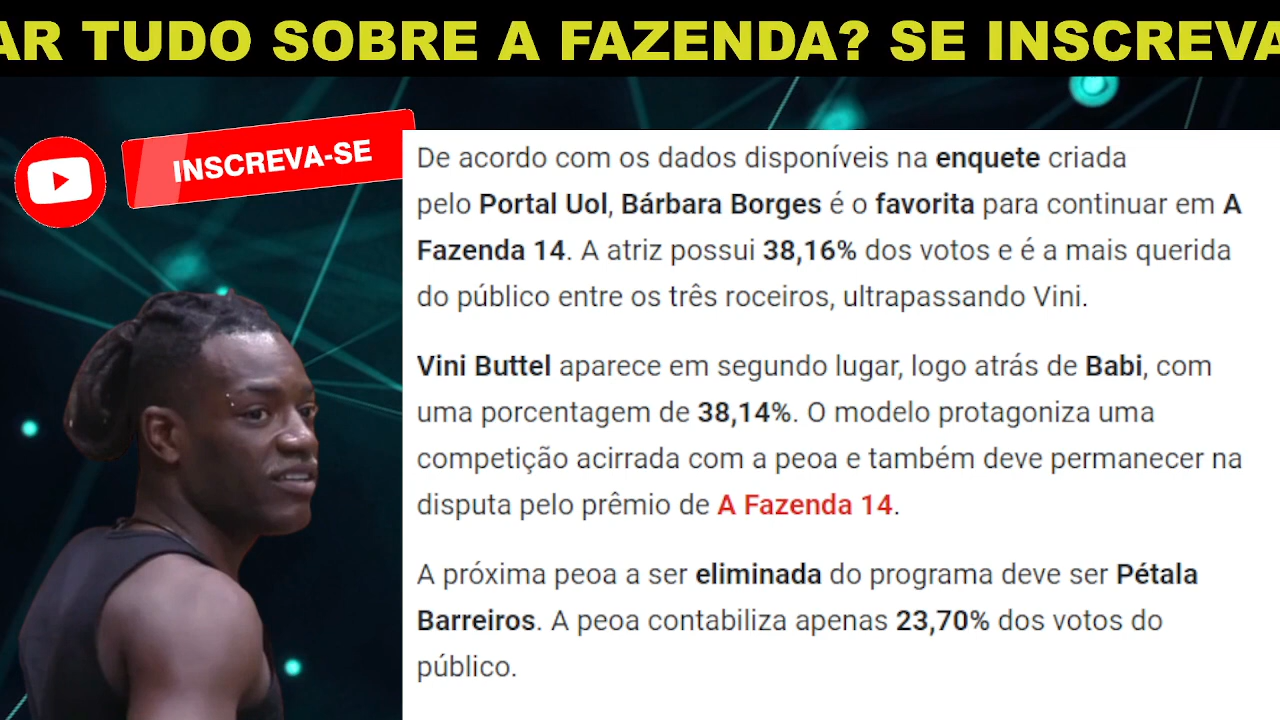 AR TUDO SOBRE A FAZENDA? SE INSCREVA
INSCREVA-SE
De acordo com os dados disponíveis na enquete criada
pelo Portal Uol, Bárbara Borges é o favorita para continuar em A
Fazenda 14. A atriz possui 38,16% dos votos e é a mais querida
do público entre os três roceiros, ultrapassando Vini.
Vini Buttel aparece em segundo lugar, logo atrás de Babi, com
uma porcentagem de 38,14%. O modelo protagoniza uma
competição acirrada com a peoa e também deve permanecer na
disputa pelo prêmio de A Fazenda 14.
A próxima peoa a ser eliminada do programa deve ser Pétala
Barreiros. A peoa contabiliza apenas 23,70% dos votos do
público.